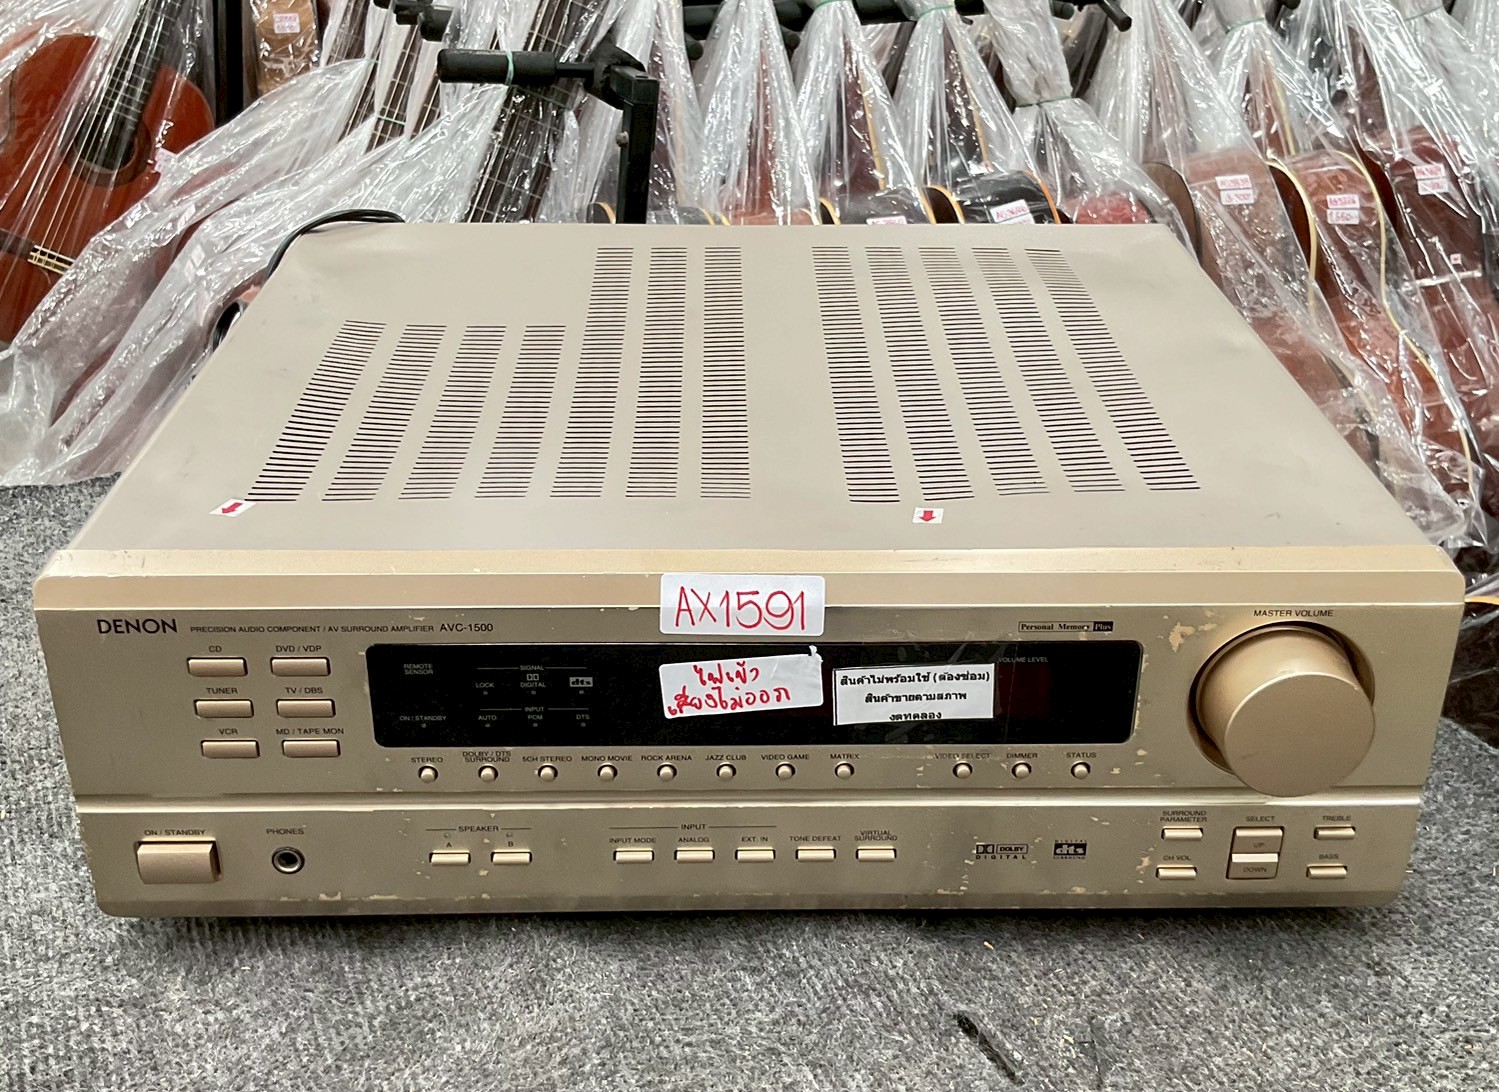 AX1591
DENON PRECISION AUDIO COMPONENT / AV SURROUND AMPLIFIER AVC-1500
Personal Memory Plus
MASTER VOLUME
CD
DVD / VDP
TUNER
TV / DBS
VCR
MD / TAPE MON
REMOTE
SENSOR
SIGNAL
LOCK
DIGITAL
dts
INPUT
ON / STANDBY
AUTO
PCM
DTS
VOLUME LEVEL
ไฟเข้า
เสียงไม่ออก
สินค้าไม่พร้อมใช้ (ต้องซ่อม)
สินค้าขายตามสภาพ
งดทดลอง
STEREO
DOLBY / DTS
SURROUND
5CH STEREO
MONO MOVIE
ROCK ARENA
JAZZ CLUB
VIDEO GAME
MATRIX
VIDEO SELECT
DIMMER
STATUS
ON / STANDBY
PHONES
SPEAKER
A
B
INPUT
INPUT MODE
ANALOG
EXT. IN
TONE DEFEAT
VIRTUAL
SURROUND
DOLBY
DIGITAL
DIGITAL
dts
SURROUND
SURROUND
PARAMETER
CH VOL
SELECT
UP
DOWN
TREBLE
BASS